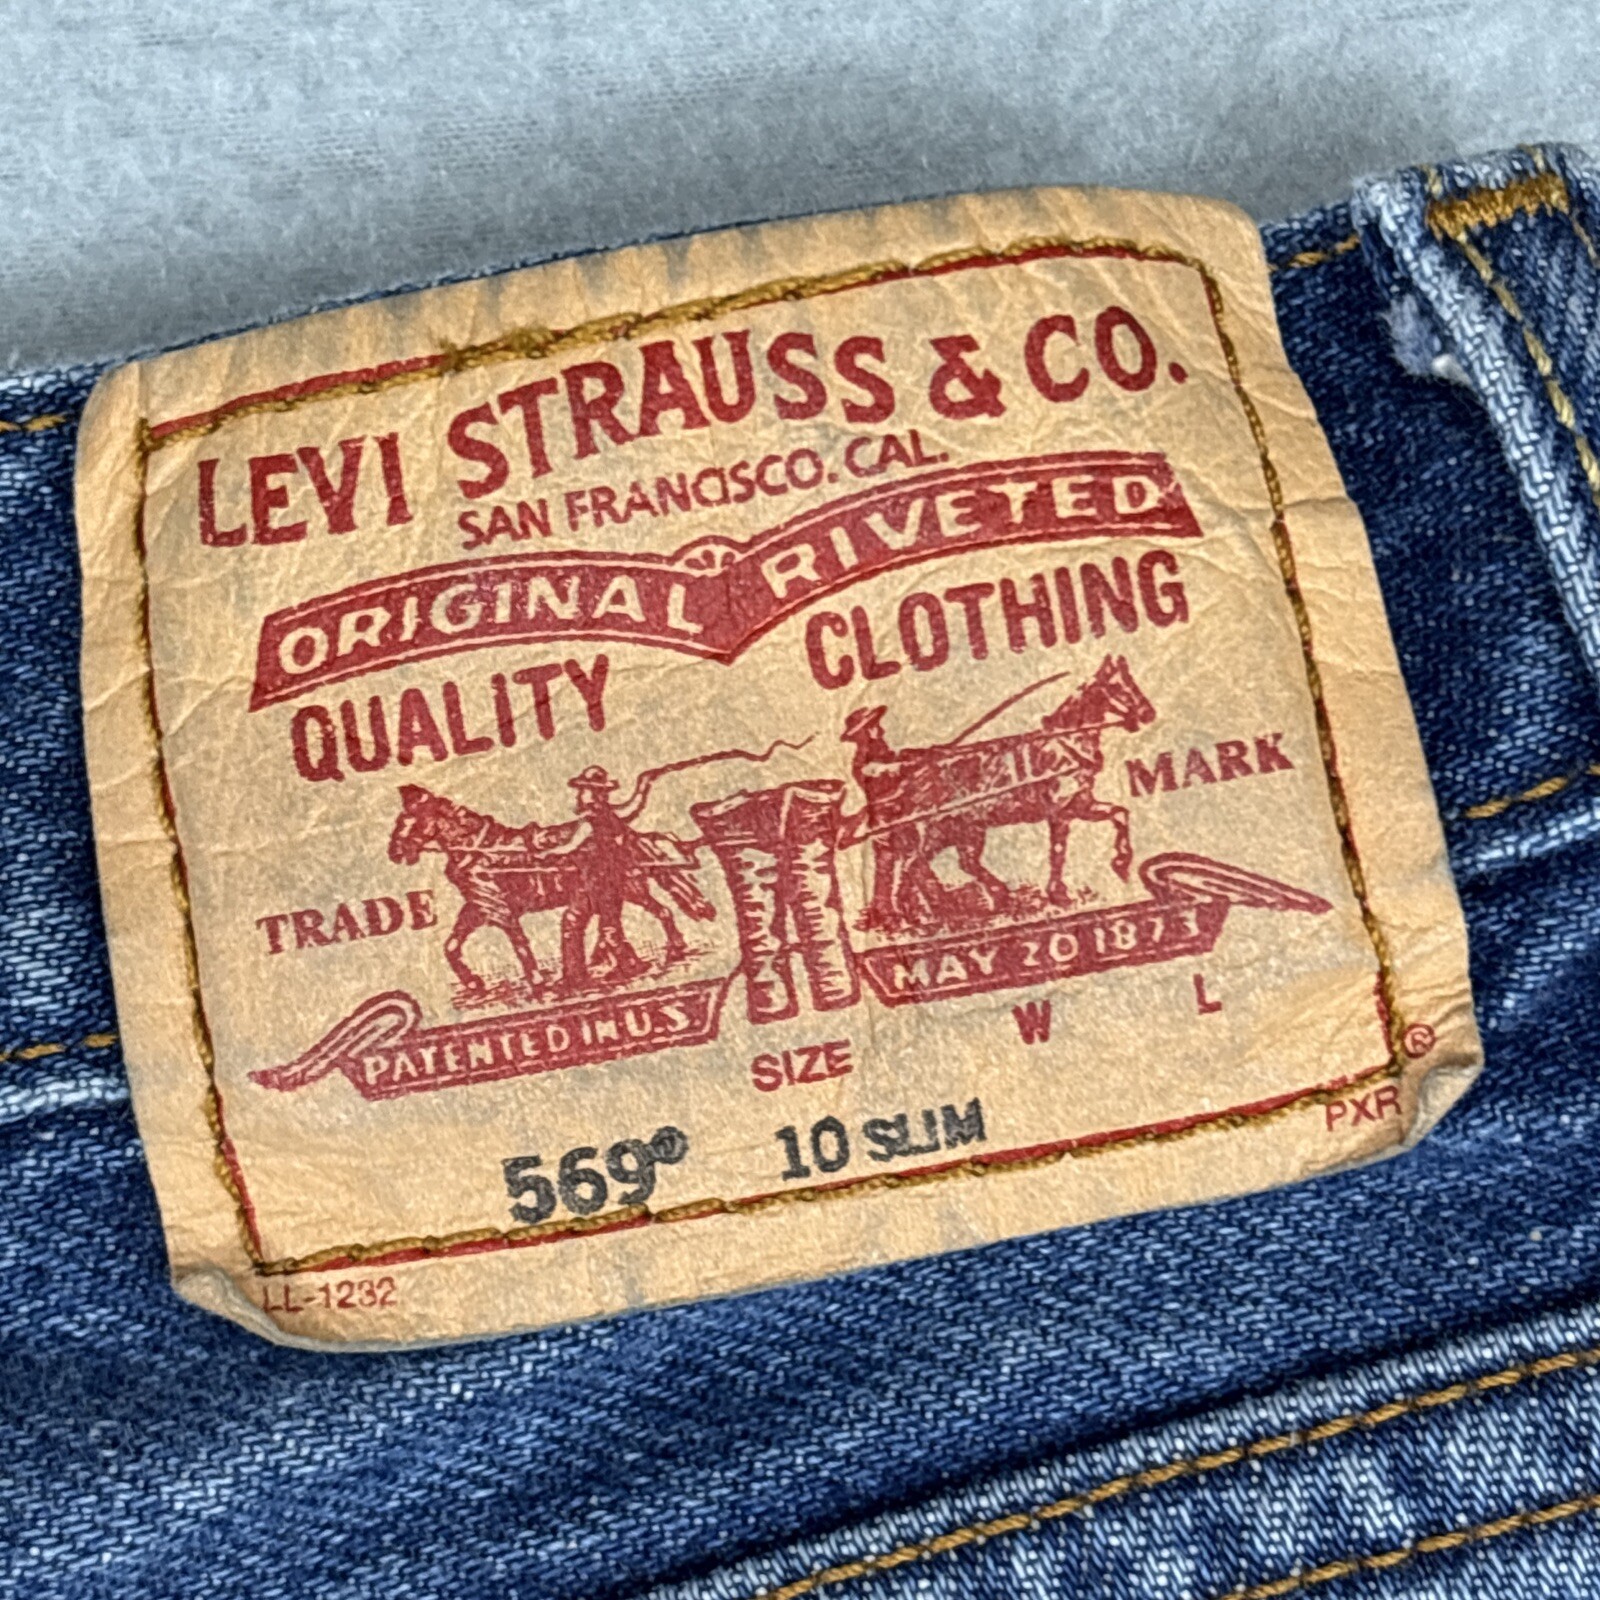 LEVI STRAUSS & CO.
SAN FRANCISCO. CAL.
ORIGINAL RIVETED
QUALITY CLOTHING
TRADE MARK
PATENTED IN U.S. MAY 20 1873
SIZE W L
569® 10 SLIM
®
PXR
LL-1232